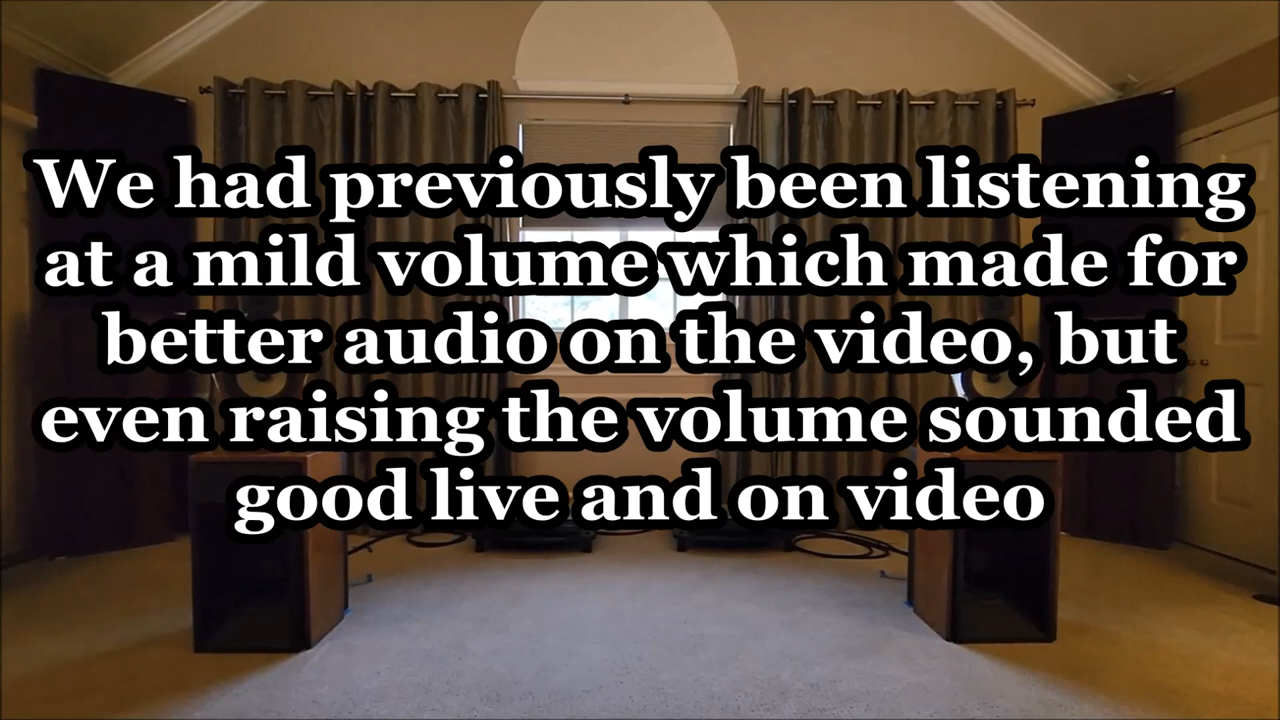 We had previously been listening
at a mild volume which made for
better audio on the video, but
even raising the volume sounded
good live and on video